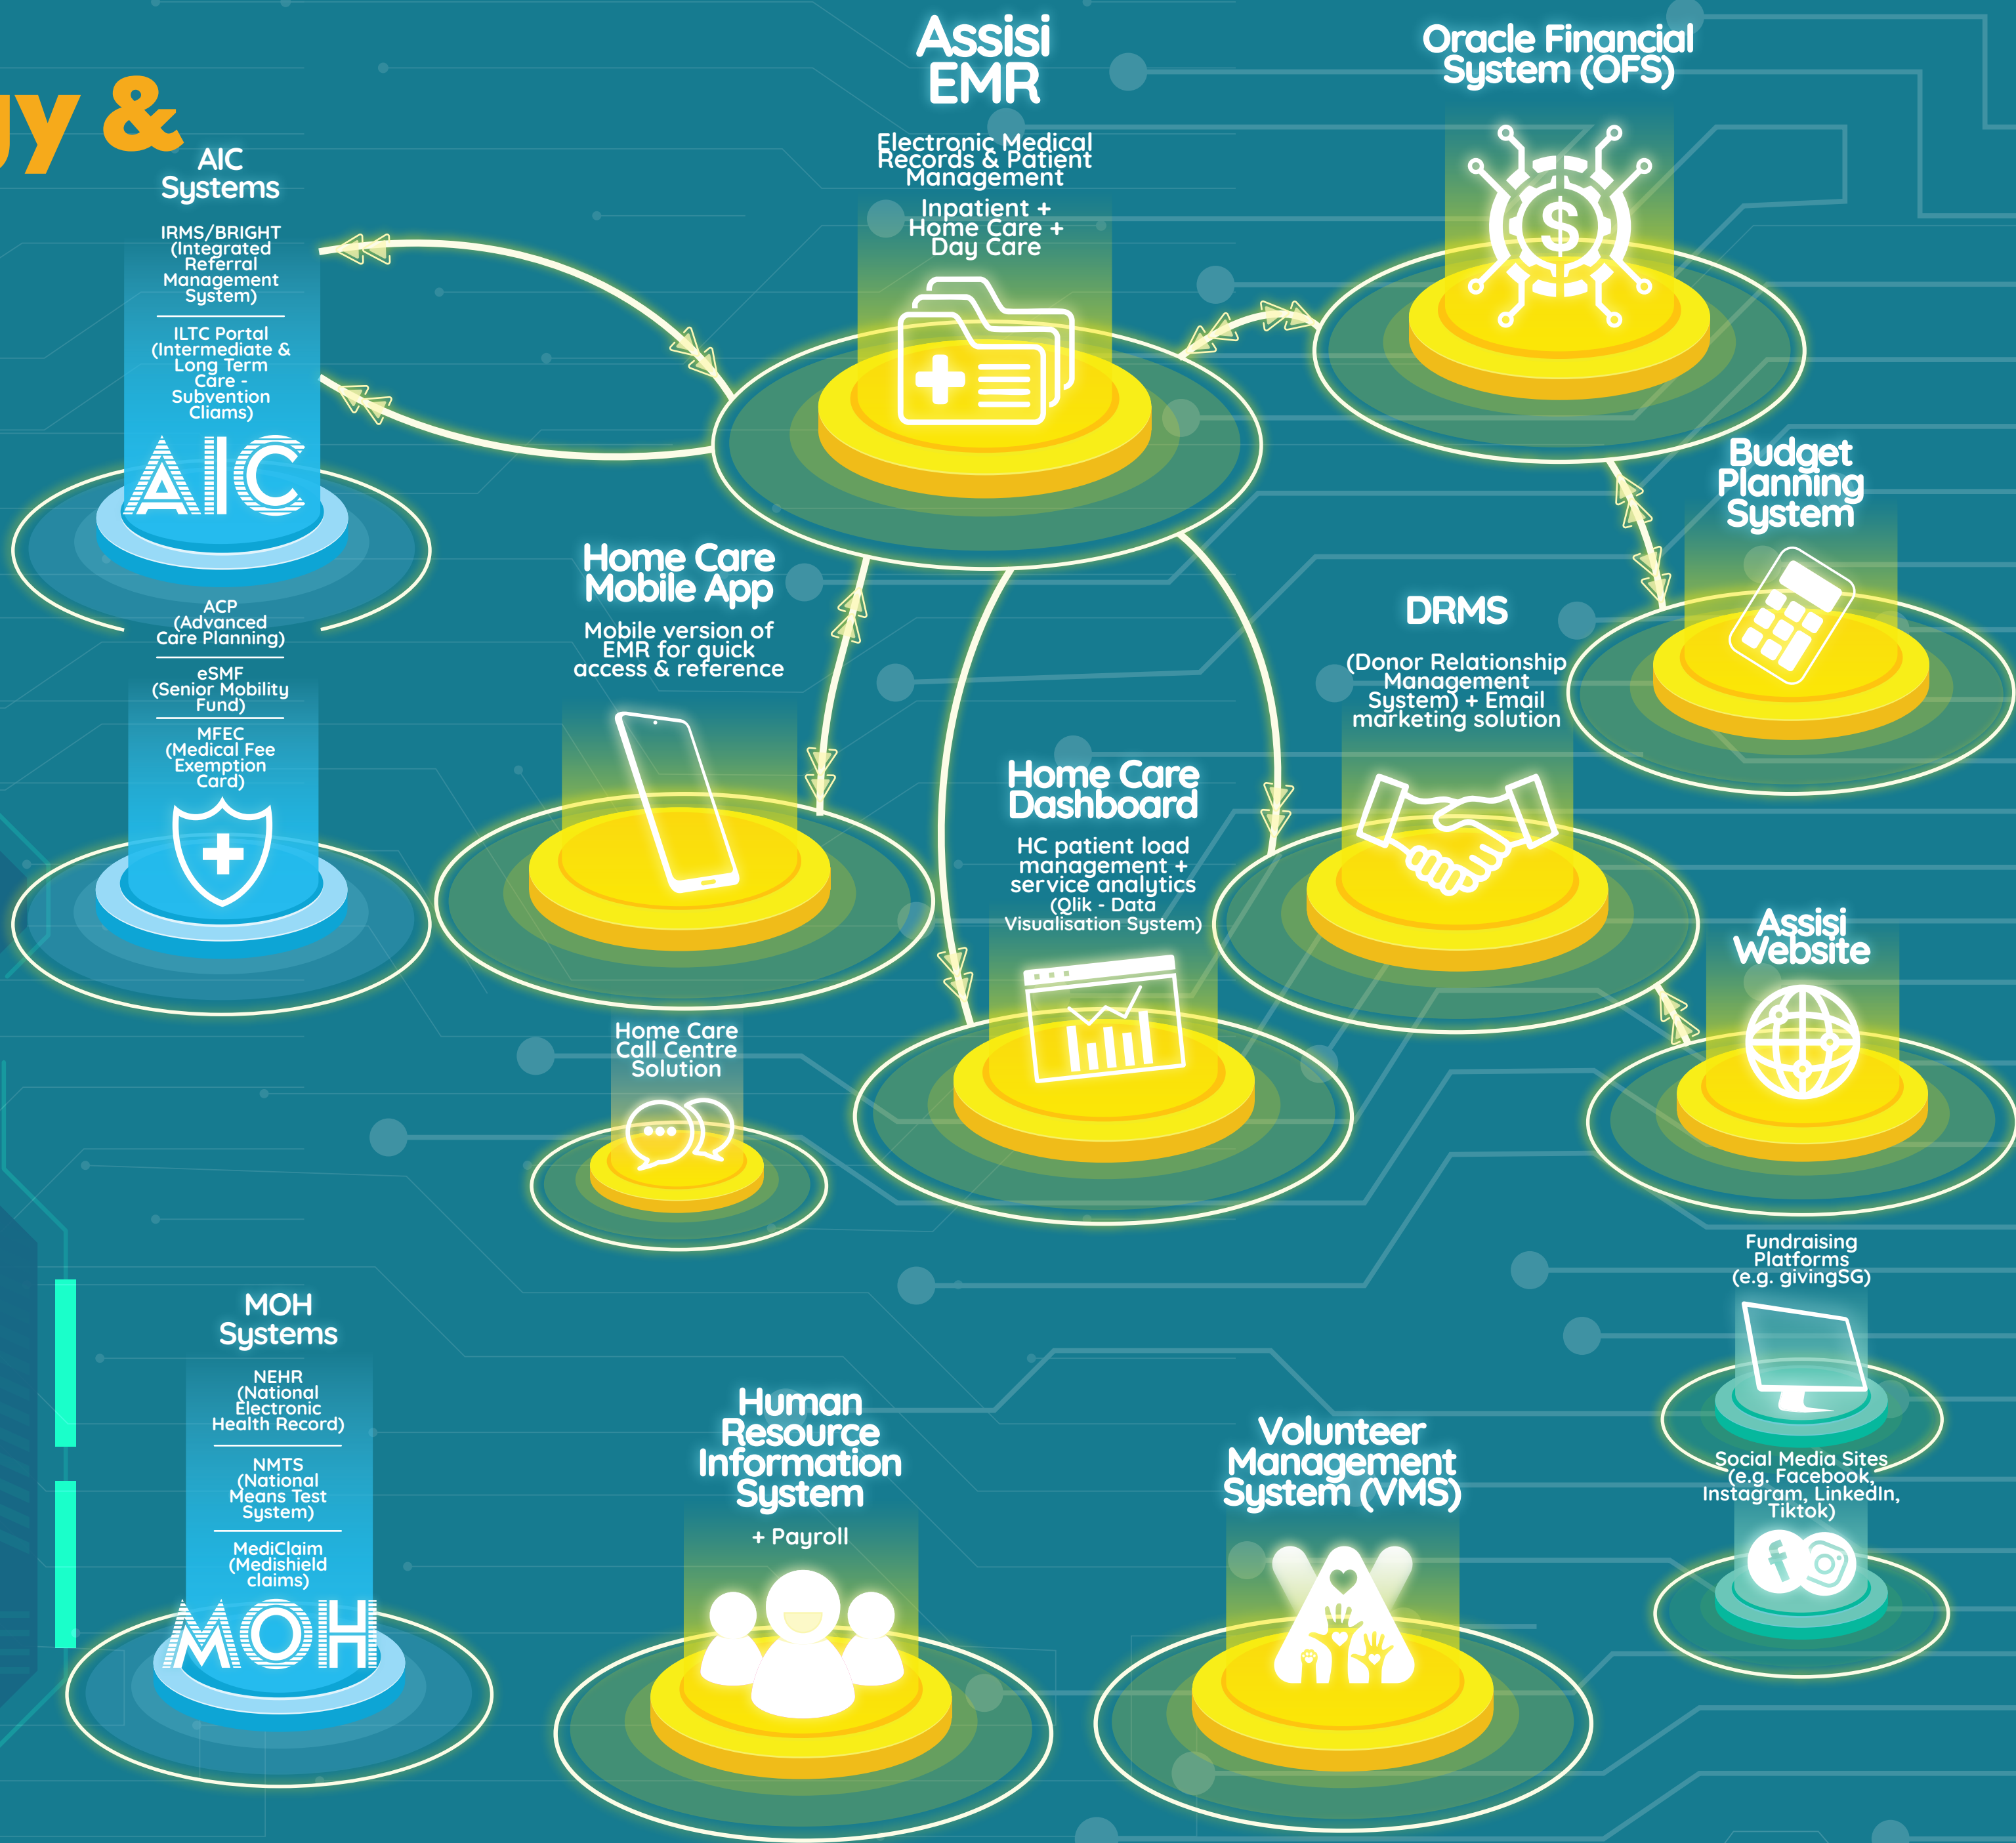 gy &
AIC
Systems
IRMS/BRIGHT
(Integrated
Referral
Management
System)
ILTC Portal
(Intermediate &
Long Term
Care -
Subvention
Cliams)
AIC
ACP
(Advanced
Care Planning)
eSMF
(Senior Mobility
Fund)
MFEC
(Medical Fee
Exemption
Card)
MOH
Systems
NEHR
(National
Electronic
Health Record)
NMTS
(National
Means Test
System)
MediClaim
(Medishield
claims)
MOH
Assisi
EMR
Electronic Medical
Records & Patient
Management
Inpatient +
Home Care +
Day Care
Oracle Financial
System (OFS)
$
Budget
Planning
System
Home Care
Mobile App
Mobile version of
EMR for quick
access & reference
DRMS
(Donor Relationship
Management
System) + Email
marketing solution
Home Care
Dashboard
HC patient load
management +
service analytics
(Qlik - Data
Visualisation System)
Assisi
Website
Home Care
Call Centre
Solution
Fundraising
Platforms
(e.g. givingSG)
Social Media Sites
(e.g. Facebook,
Instagram, LinkedIn,
Tiktok)
f
Human
Resource
Information
System
+ Payroll
Volunteer
Management
System (VMS)